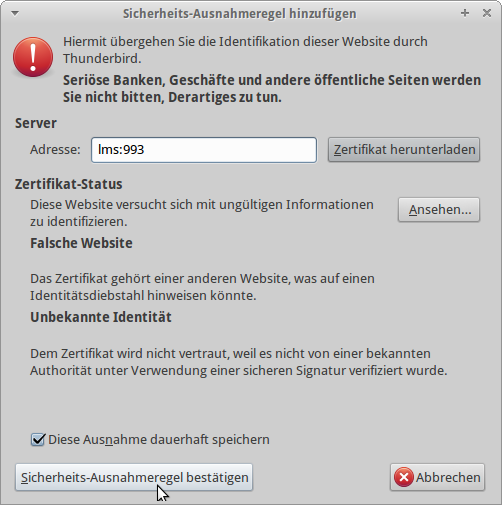 Sicherheits-Ausnahmeregel hinzufügen
Hiermit übergehen Sie die Identifikation dieser Website durch
Thunderbird.
Seriöse Banken, Geschäfte und andere öffentliche Seiten werden
Sie nicht bitten, Derartiges zu tun.
Server
Adresse: lms:993 Zertifikat herunterladen
Zertifikat-Status
Diese Website versucht sich mit ungültigen Informationen
zu identifizieren.
Ansehen...
Falsche Website
Das Zertifikat gehört einer anderen Website, was auf einen
Identitätsdiebstahl hinweisen könnte.
Unbekannte Identität
Dem Zertifikat wird nicht vertraut, weil es nicht von einer bekannten
Authorität unter Verwendung einer sicheren Signatur verifiziert wurde.
Diese Ausnahme dauerhaft speichern
Sicherheits-Ausnahmeregel bestätigen Abbrechen